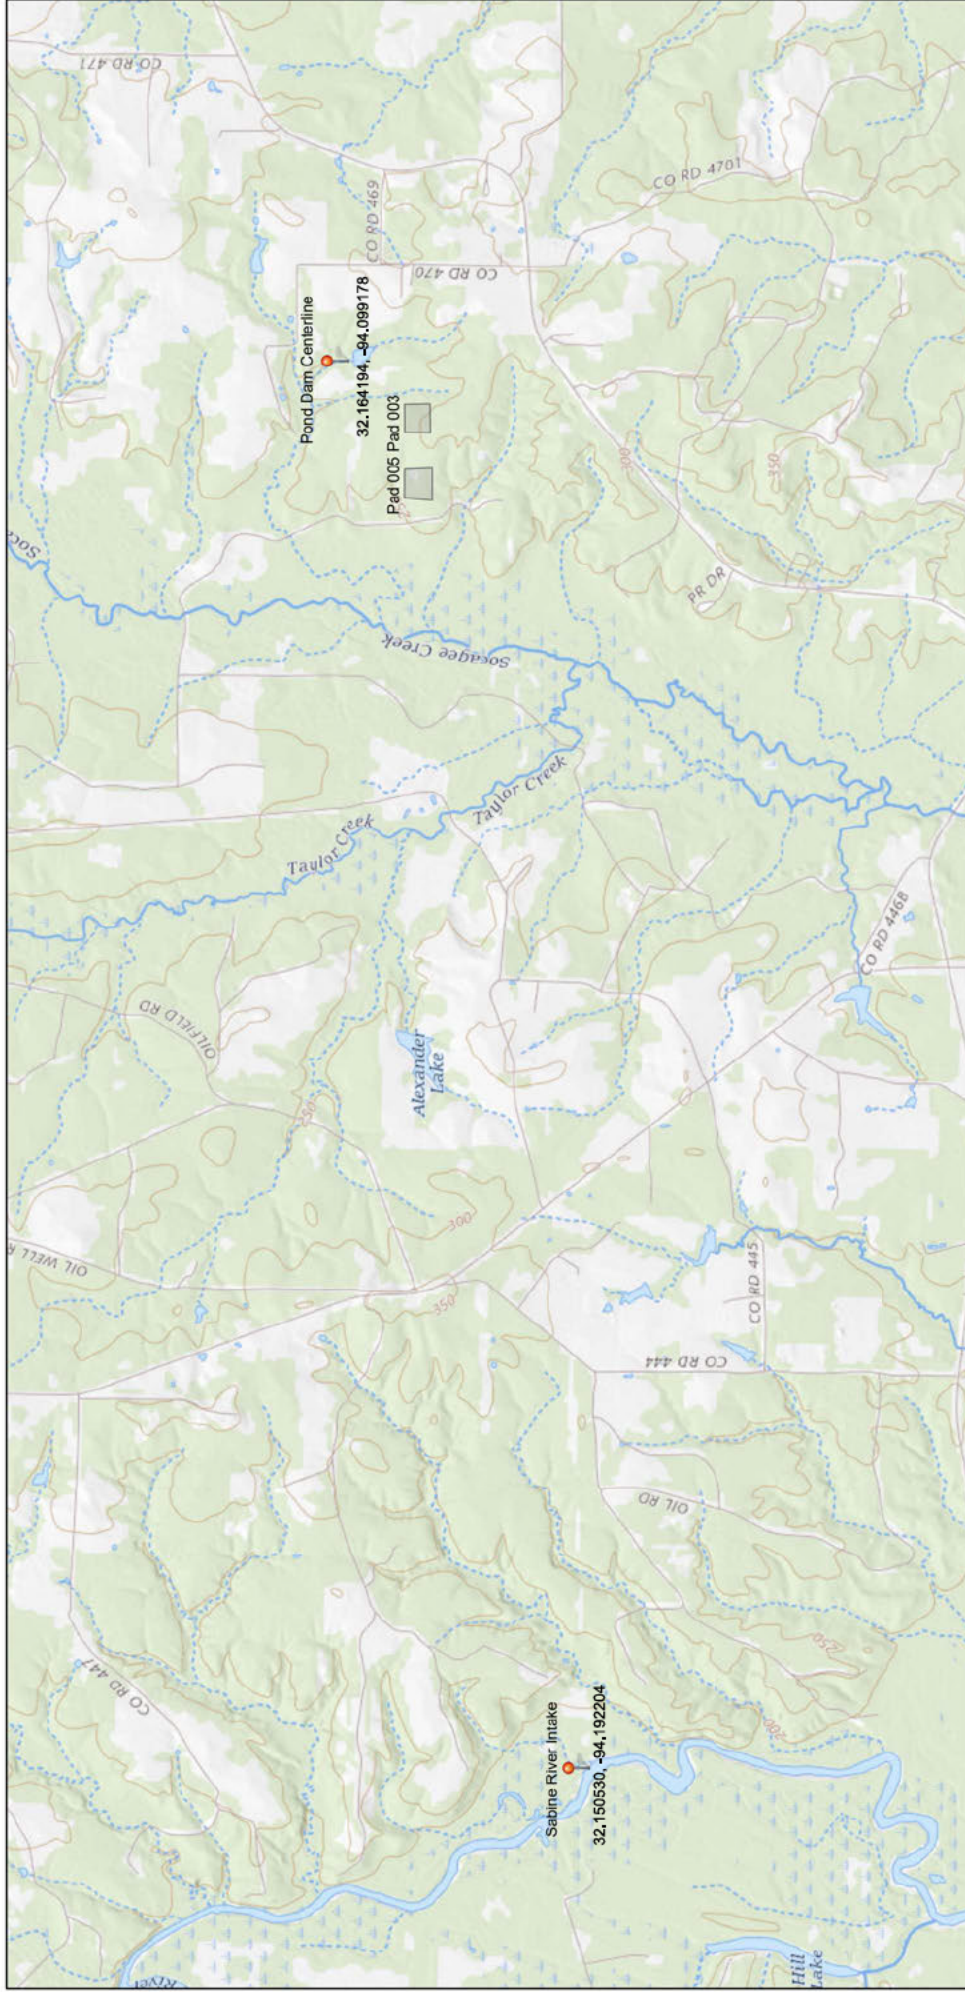 CO RD 471
Soc
CO RD 469
CO RD 4701
CO RD 470
Pond Dam Centerline
32.164194, -94.099178
Pad 005 Pad 003
300
350
PR DR
Socagee Creek
Taylor Creek
Taylor Creek
CO RD 446B
OILFIELD RD
Alexander
Lake
250
300
350
OIL WELL R
CO RD 445
CO RD 444
OIL RD
CO RD 447
250
200
Sabine River Intake
32.150530, -94.192204
River
Hill
Lake